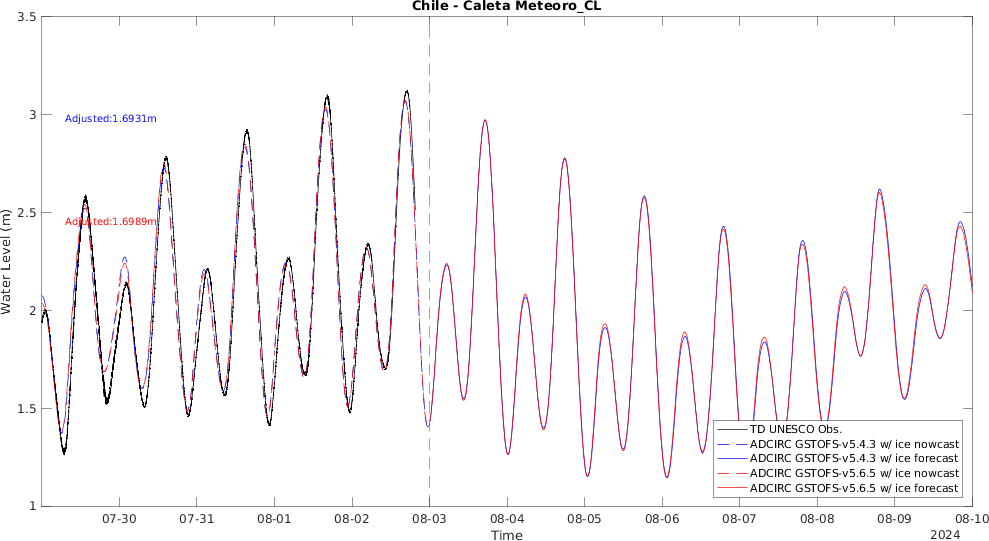 Chile - Caleta Meteoro_CL
3.5
3
2.5
2
1.5
1
Water Level (m)
Adjusted:1.6931m
Adjusted:1.6989m
TD UNESCO Obs.
ADCIRC GSTOFS-v5.4.3 w/ ice nowcast
ADCIRC GSTOFS-v5.4.3 w/ ice forecast
ADCIRC GSTOFS-v5.6.5 w/ ice nowcast
ADCIRC GSTOFS-v5.6.5 w/ ice forecast
07-30 07-31 08-01 08-02 08-03 08-04 08-05 08-06 08-07 08-08 08-09 08-10
Time
2024